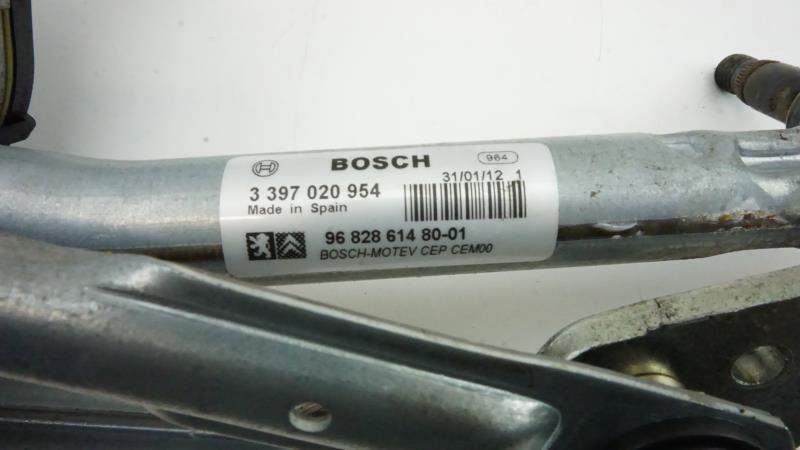 BOSCH 964
31/01/12 1
3 397 020 954
Made in Spain
96 828 614 80-01
BOSCH-MOTEV CEP CEM00